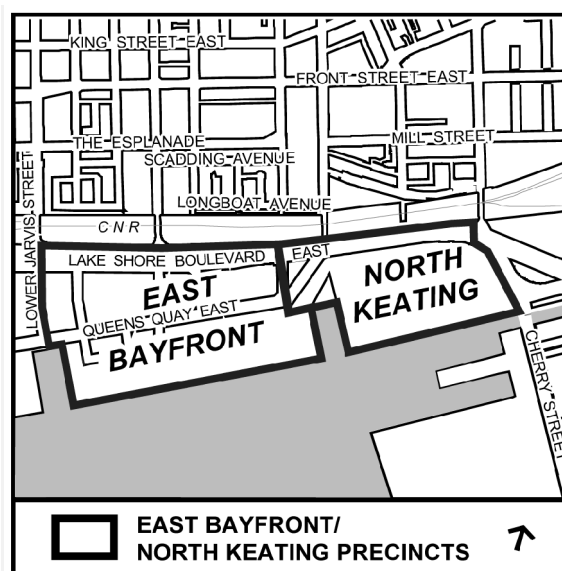 KING STREET EAST
FRONT STREET EAST
THE ESPLANADE
MILL STREET
SCADDING AVENUE
LONGBOAT AVENUE
LOWER JARVIS STREET
CNR
LAKE SHORE BOULEVARD EAST
EAST
BAYFRONT
NORTH
KEATING
QUEENS QUAY EAST
CHERRY STREET
EAST BAYFRONT/
NORTH KEATING PRECINCTS